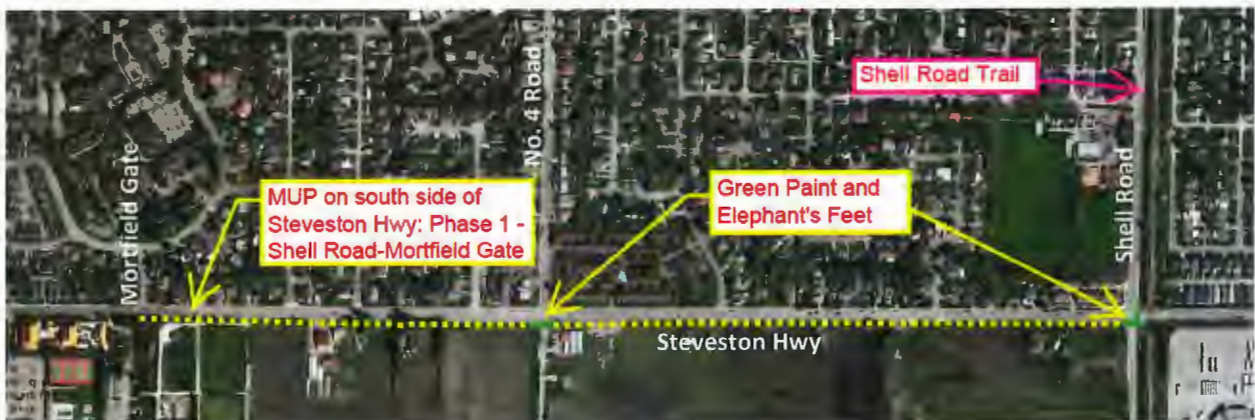 Shell Road Trail
No. 4 Road
Mortfield Gate
MUP on south side of
Steveston Hwy: Phase 1 -
Shell Road-Mortfield Gate
Green Paint and
Elephant's Feet
Shell Road
Steveston Hwy